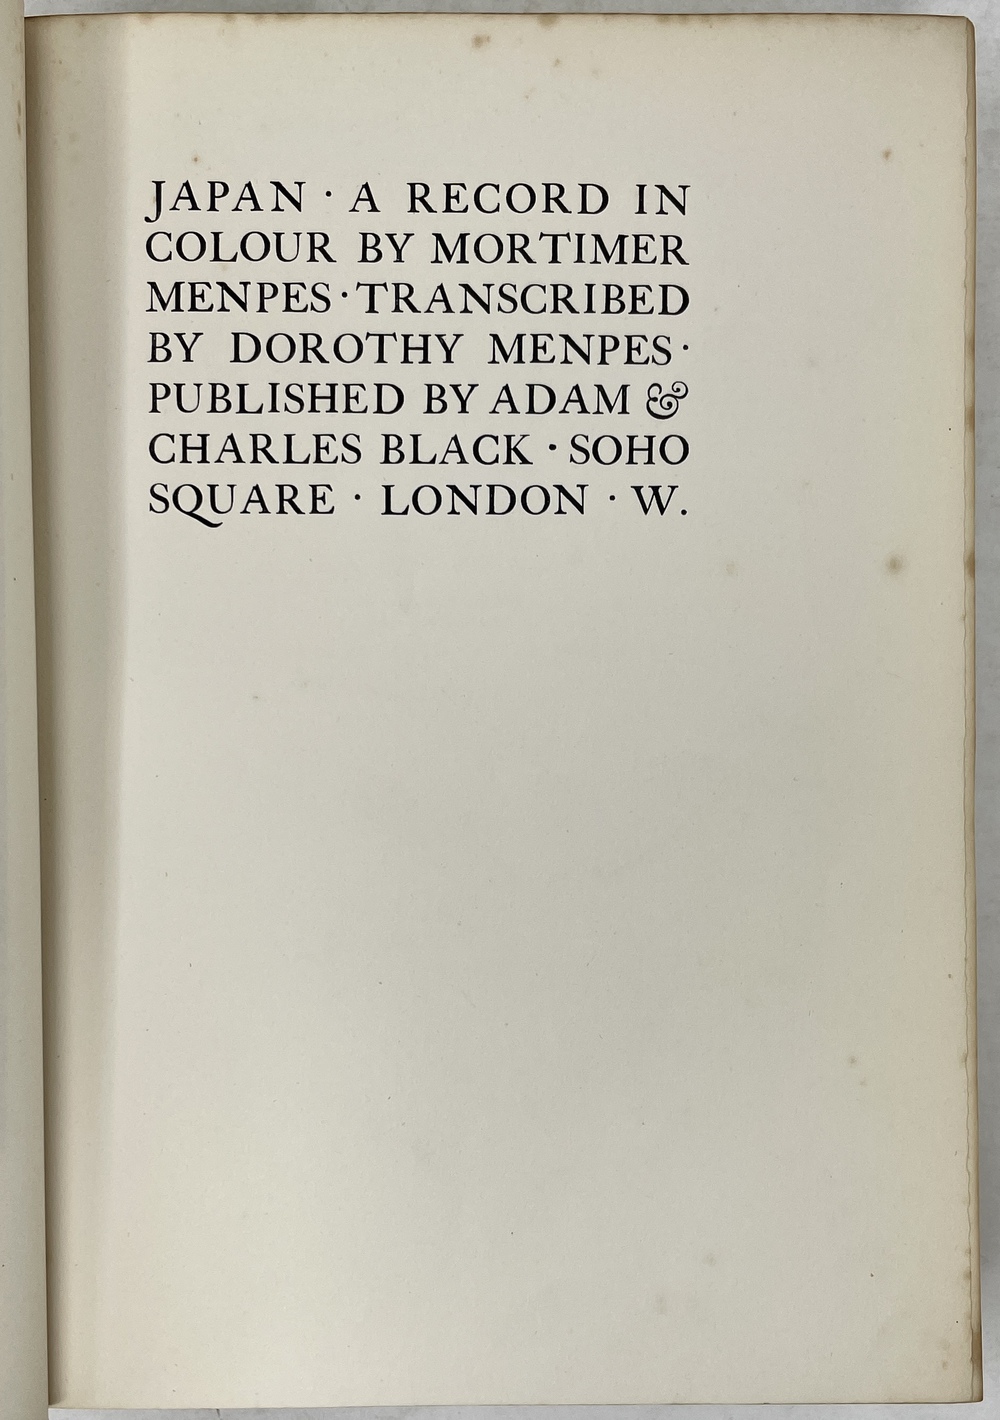 JAPAN · A RECORD IN
COLOUR BY MORTIMER
MENPES · TRANSCRIBED
BY DOROTHY MENPES ·
PUBLISHED BY ADAM &
CHARLES BLACK · SOHO
SQUARE · LONDON · W.